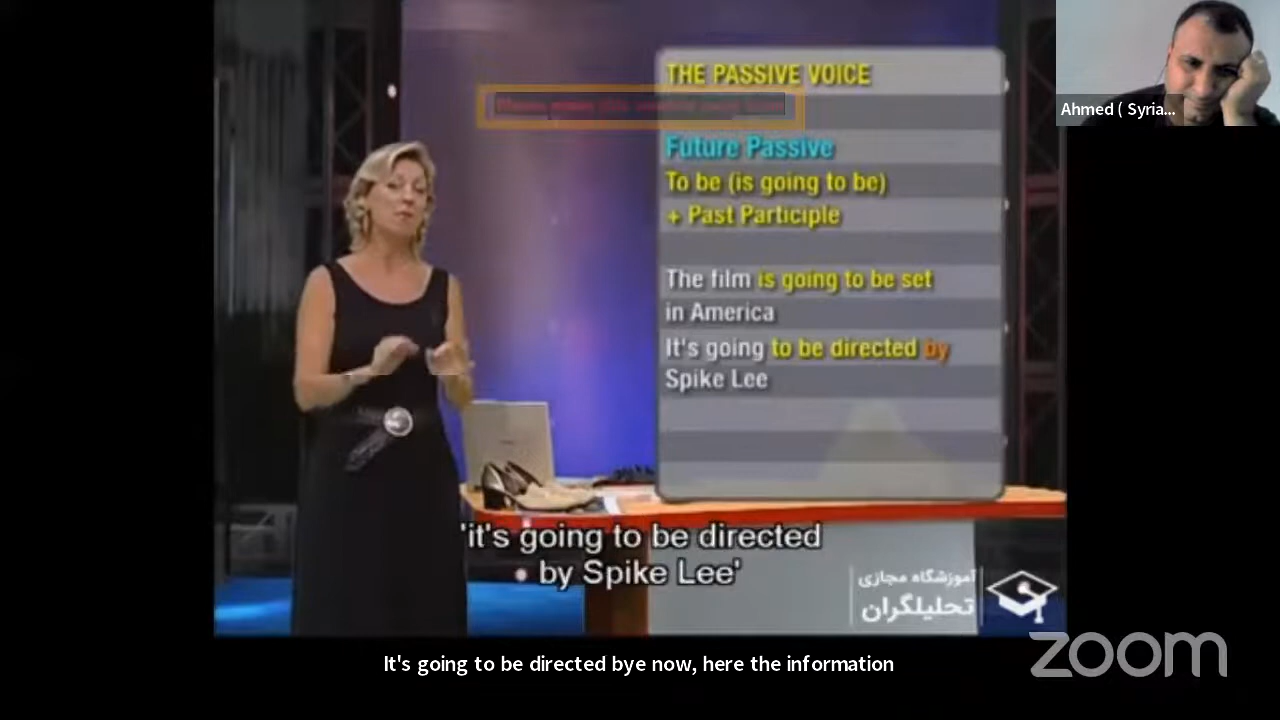 THE PASSIVE VOICE
Future Passive
To be (is going to be)
+ Past Participle
The film is going to be set
in America
It's going to be directed by
Spike Lee
Ahmed ( Syria...
'it's going to be directed
by Spike Lee'
آموزشگاه مجازی
تحلیلگران
It's going to be directed bye now, here the information
zoom